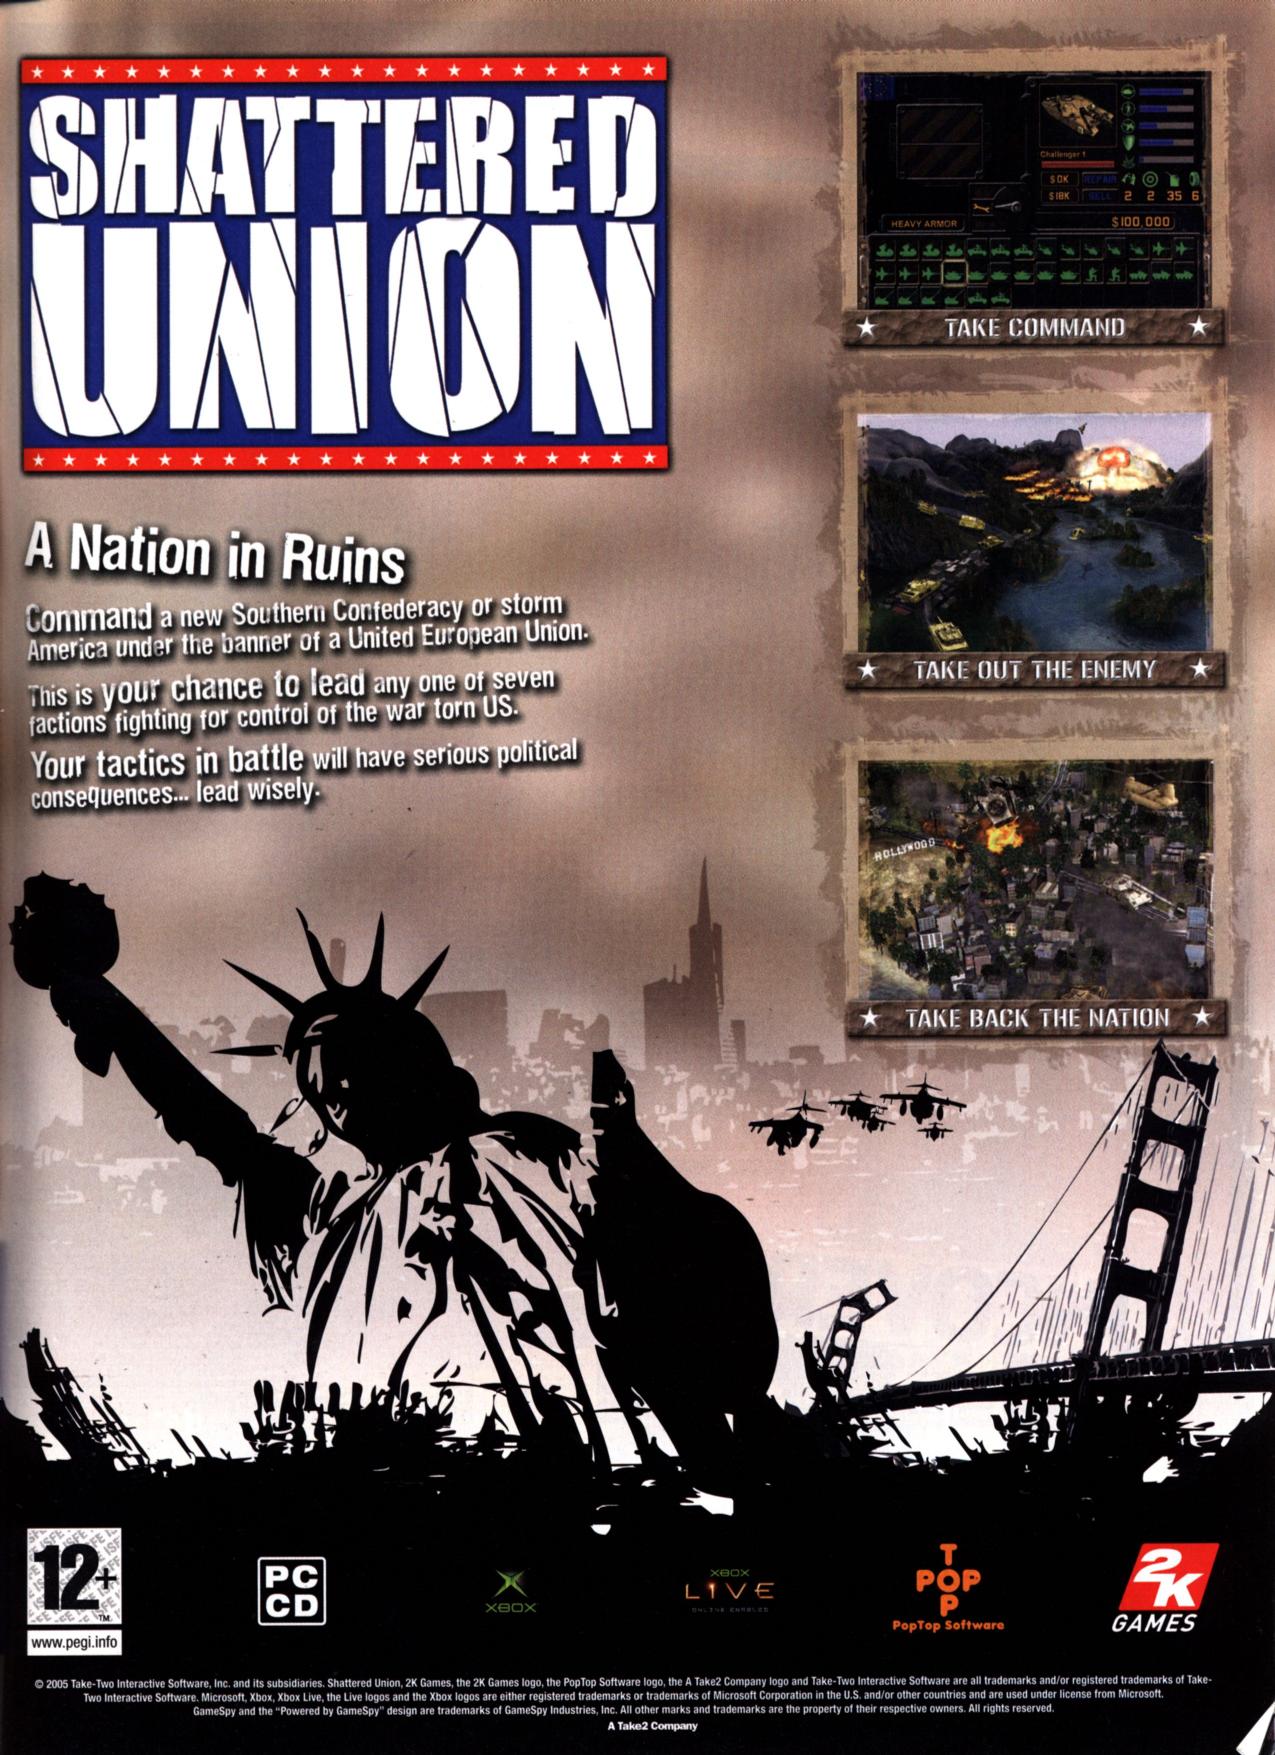 SHATTERED
UNION
A Nation in Ruins
Command a new Southern Confederacy or storm
America under the banner of a United European Union.
This is your chance to lead any one of seven
factions fighting for control of the war torn US.
Your tactics in battle will have serious political
consequences... lead wisely.
Challenger 1
$0K REPAIR
$18K SELL 2 2 35 6
HEAVY ARMOR $100,000
TAKE COMMAND
TAKE OUT THE ENEMY
HOLLYWOOD
TAKE BACK THE NATION
12+
TM
www.pegi.info
PC
CD
XBOX
XBOX
LIVE
ONLINE ENABLED
TOP
POP
PopTop Software
2K
GAMES
© 2005 Take-Two Interactive Software, Inc. and its subsidiaries. Shattered Union, 2K Games, the 2K Games logo, the PopTop Software logo, the A Take2 Company logo and Take-Two Interactive Software are all trademarks and/or registered trademarks of Take-
Two Interactive Software. Microsoft, Xbox, Xbox Live, the Live logos and the Xbox logos are either registered trademarks or trademarks of Microsoft Corporation in the U.S. and/or other countries and are used under license from Microsoft.
GameSpy and the "Powered by GameSpy" design are trademarks of GameSpy Industries, Inc. All other marks and trademarks are the property of their respective owners. All rights reserved.
A Take2 Company